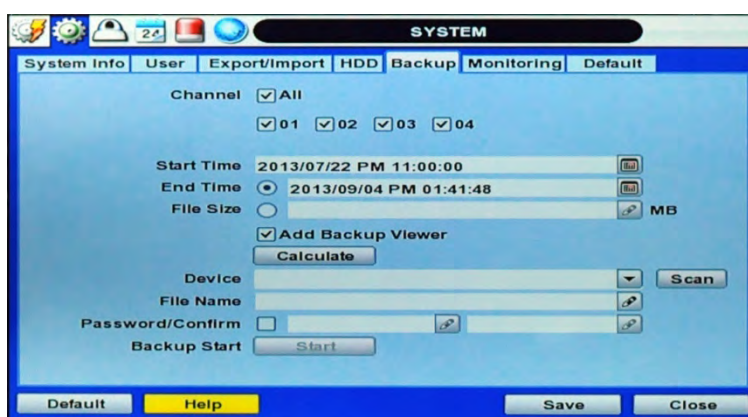 24
SYSTEM
System Info User Export/Import HDD Backup Monitoring Default
Channel All
01 02 03 04
Start Time 2013/07/22 PM 11:00:00
End Time 2013/09/04 PM 01:41:48
File Size MB
Add Backup Viewer
Calculate
Device Scan
File Name
Password/Confirm
Backup Start Start
Default Help Save Close